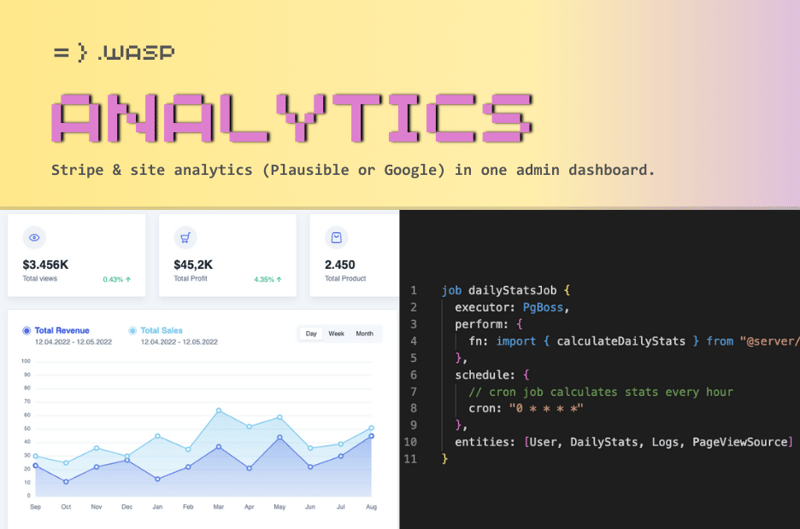 = } .WASP
ANALYTICS
Stripe & site analytics (Plausible or Google) in one admin dashboard.
$3.456K
Total views 0.43% ↑
$45,2K
Total Profit 4.35% ↑
2.450
Total Product
Total Revenue
12.04.2022 - 12.05.2022
Total Sales
12.04.2022 - 12.05.2022
Day Week Month
100
90
80
70
60
50
40
30
20
10
0
Sep Oct Nov Dec Jan Feb Mar Apr May Jun Jul Aug
1 job dailyStatsJob {
2 executor: PgBoss,
3 perform: {
4 fn: import { calculateDailyStats } from "@server/
5 },
6 schedule: {
7 // cron job calculates stats every hour
8 cron: "0 * * * *"
9 },
10 entities: [User, DailyStats, Logs, PageViewSource]
11 }